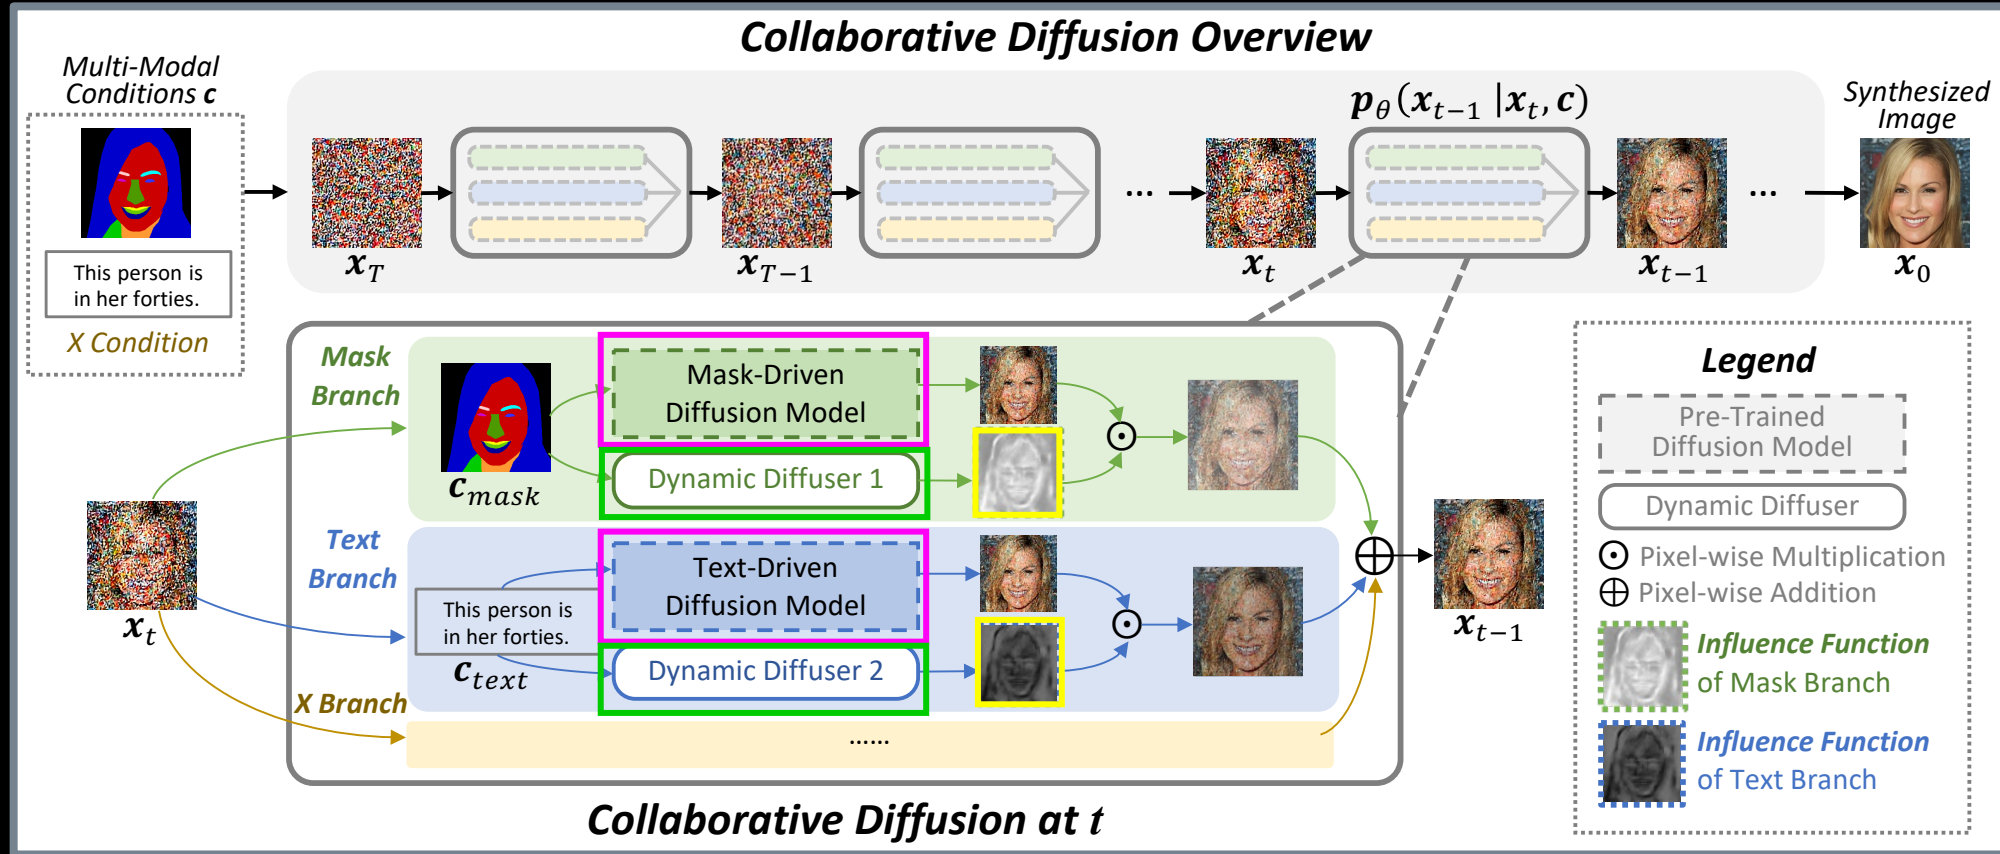 Collaborative Diffusion Overview
Multi-Modal
Conditions c
This person is
in her forties.
X Condition
x_T
x_{T−1}
...
x_t
p_θ(x_{t−1} |x_t, c)
x_{t−1}
...
Synthesized
Image
x_0
Mask
Branch
c_{mask}
Mask-Driven
Diffusion Model
Dynamic Diffuser 1
Text
Branch
This person is
in her forties.
c_{text}
Text-Driven
Diffusion Model
Dynamic Diffuser 2
x_t
X Branch
......
x_{t−1}
Collaborative Diffusion at t
Legend
Pre-Trained
Diffusion Model
Dynamic Diffuser
⊙ Pixel-wise Multiplication
⊕ Pixel-wise Addition
Influence Function
of Mask Branch
Influence Function
of Text Branch